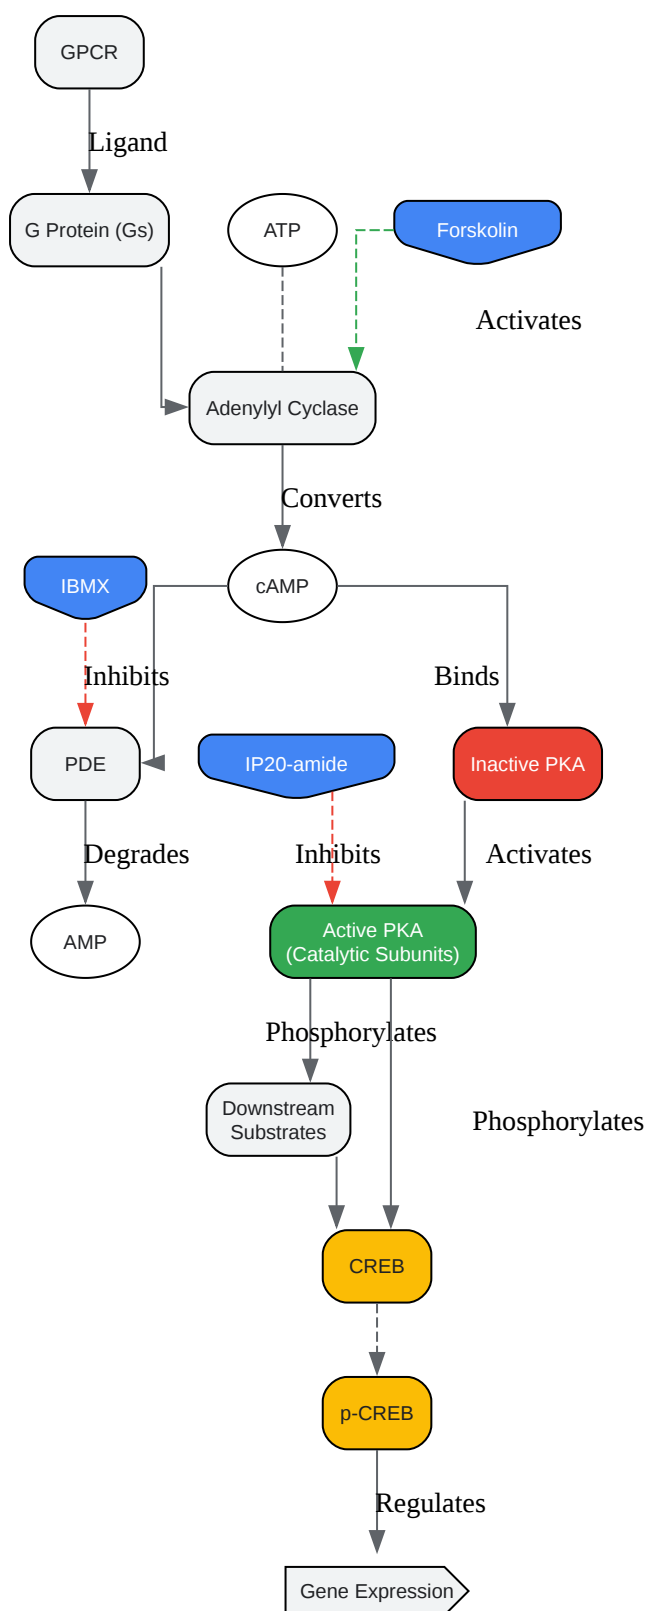 GPCR
Ligand
G Protein (Gs)
ATP
Forskolin
Activates
Adenylyl Cyclase
Converts
IBMX
cAMP
Inhibits
Binds
PDE
IP20-amide
Inactive PKA
Degrades
Inhibits
Activates
AMP
Active PKA
(Catalytic Subunits)
Phosphorylates
Downstream
Substrates
Phosphorylates
CREB
p-CREB
Regulates
Gene Expression